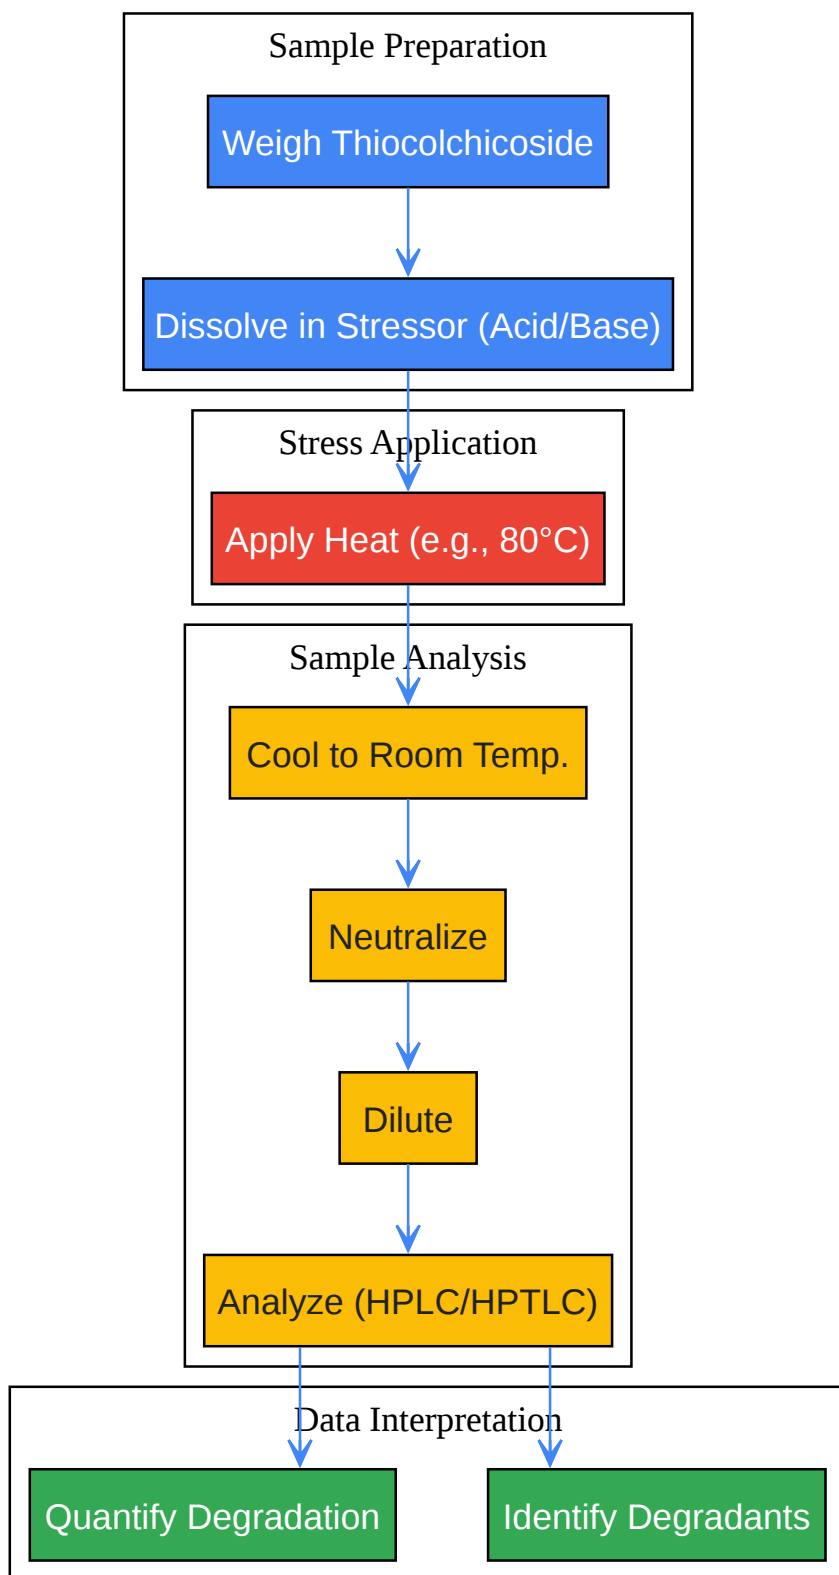 Sample Preparation
Weigh Thiocolchicoside
Dissolve in Stressor (Acid/Base)
Stress Application
Apply Heat (e.g., 80°C)
Sample Analysis
Cool to Room Temp.
Neutralize
Dilute
Analyze (HPLC/HPTLC)
Data Interpretation
Quantify Degradation
Identify Degradants